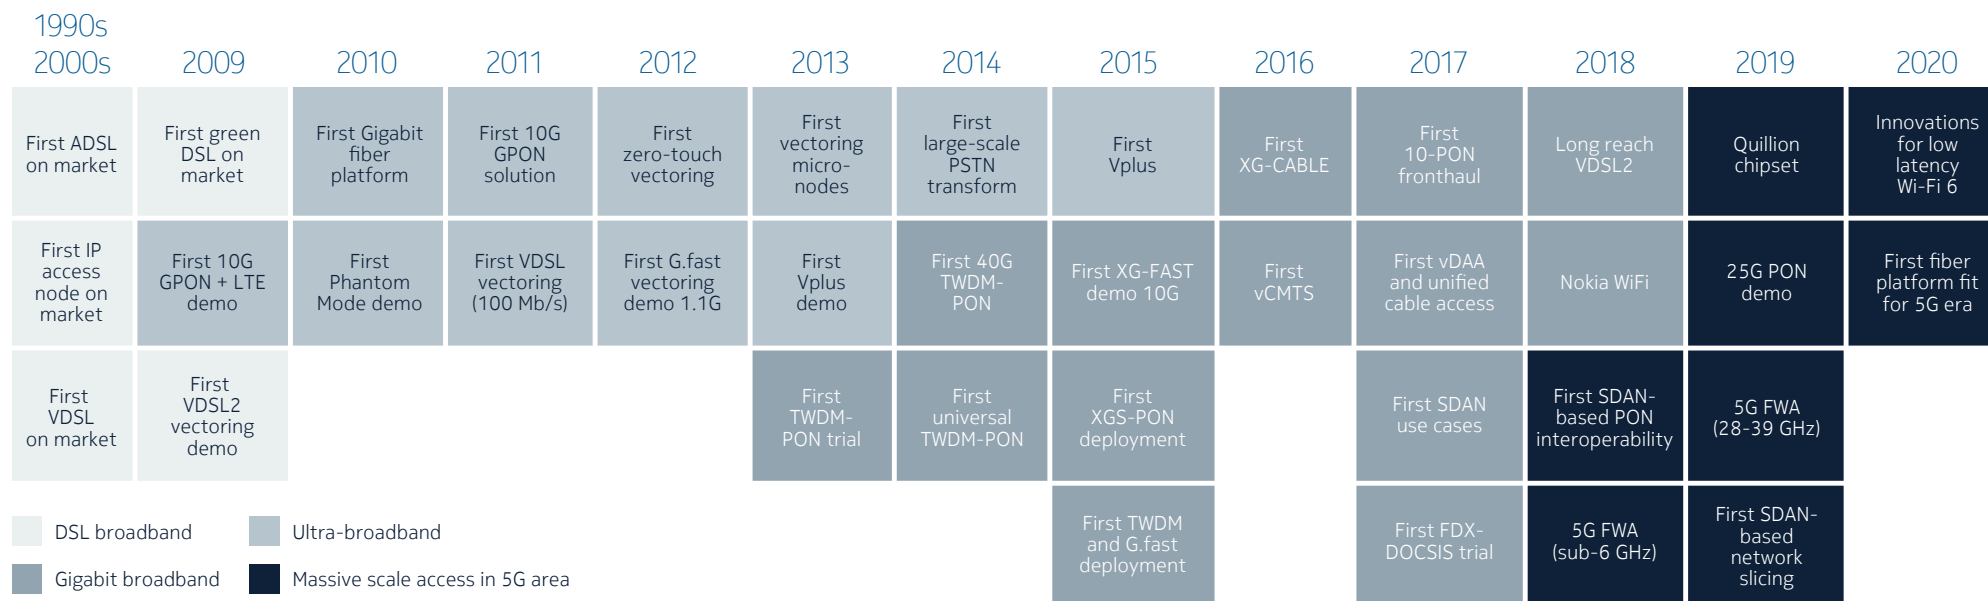 1990s
2000s
2009
2010
2011
2012
2013
2014
2015
2016
2017
2018
2019
2020
First ADSL
on market
First green
DSL on
market
First Gigabit
fiber
platform
First 10G
GPON
solution
First
zero-touch
vectoring
First
vectoring
micro-
nodes
First
large-scale
PSTN
transform
First
Vplus
First
XG-CABLE
First
10-PON
fronthaul
Long reach
VDSL2
Quillion
chipset
Innovations
for low
latency
Wi-Fi 6
First IP
access
node on
market
First 10G
GPON + LTE
demo
First
Phantom
Mode demo
First VDSL
vectoring
(100 Mb/s)
First G.fast
vectoring
demo 1.1G
First
Vplus
demo
First 40G
TWDM-
PON
First XG-FAST
demo 10G
First
vCMTS
First vDAA
and unified
cable access
Nokia WiFi
25G PON
demo
First fiber
platform fit
for 5G era
First
VDSL
on market
First
VDSL2
vectoring
demo
First
TWDM-
PON trial
First
universal
TWDM-PON
First
XGS-PON
deployment
First SDAN
use cases
First SDAN-
based PON
interoperability
5G FWA
(28-39 GHz)
First TWDM
and G.fast
deployment
First FDX-
DOCSIS trial
5G FWA
(sub-6 GHz)
First SDAN-
based
network
slicing
DSL broadband
Ultra-broadband
Gigabit broadband
Massive scale access in 5G area